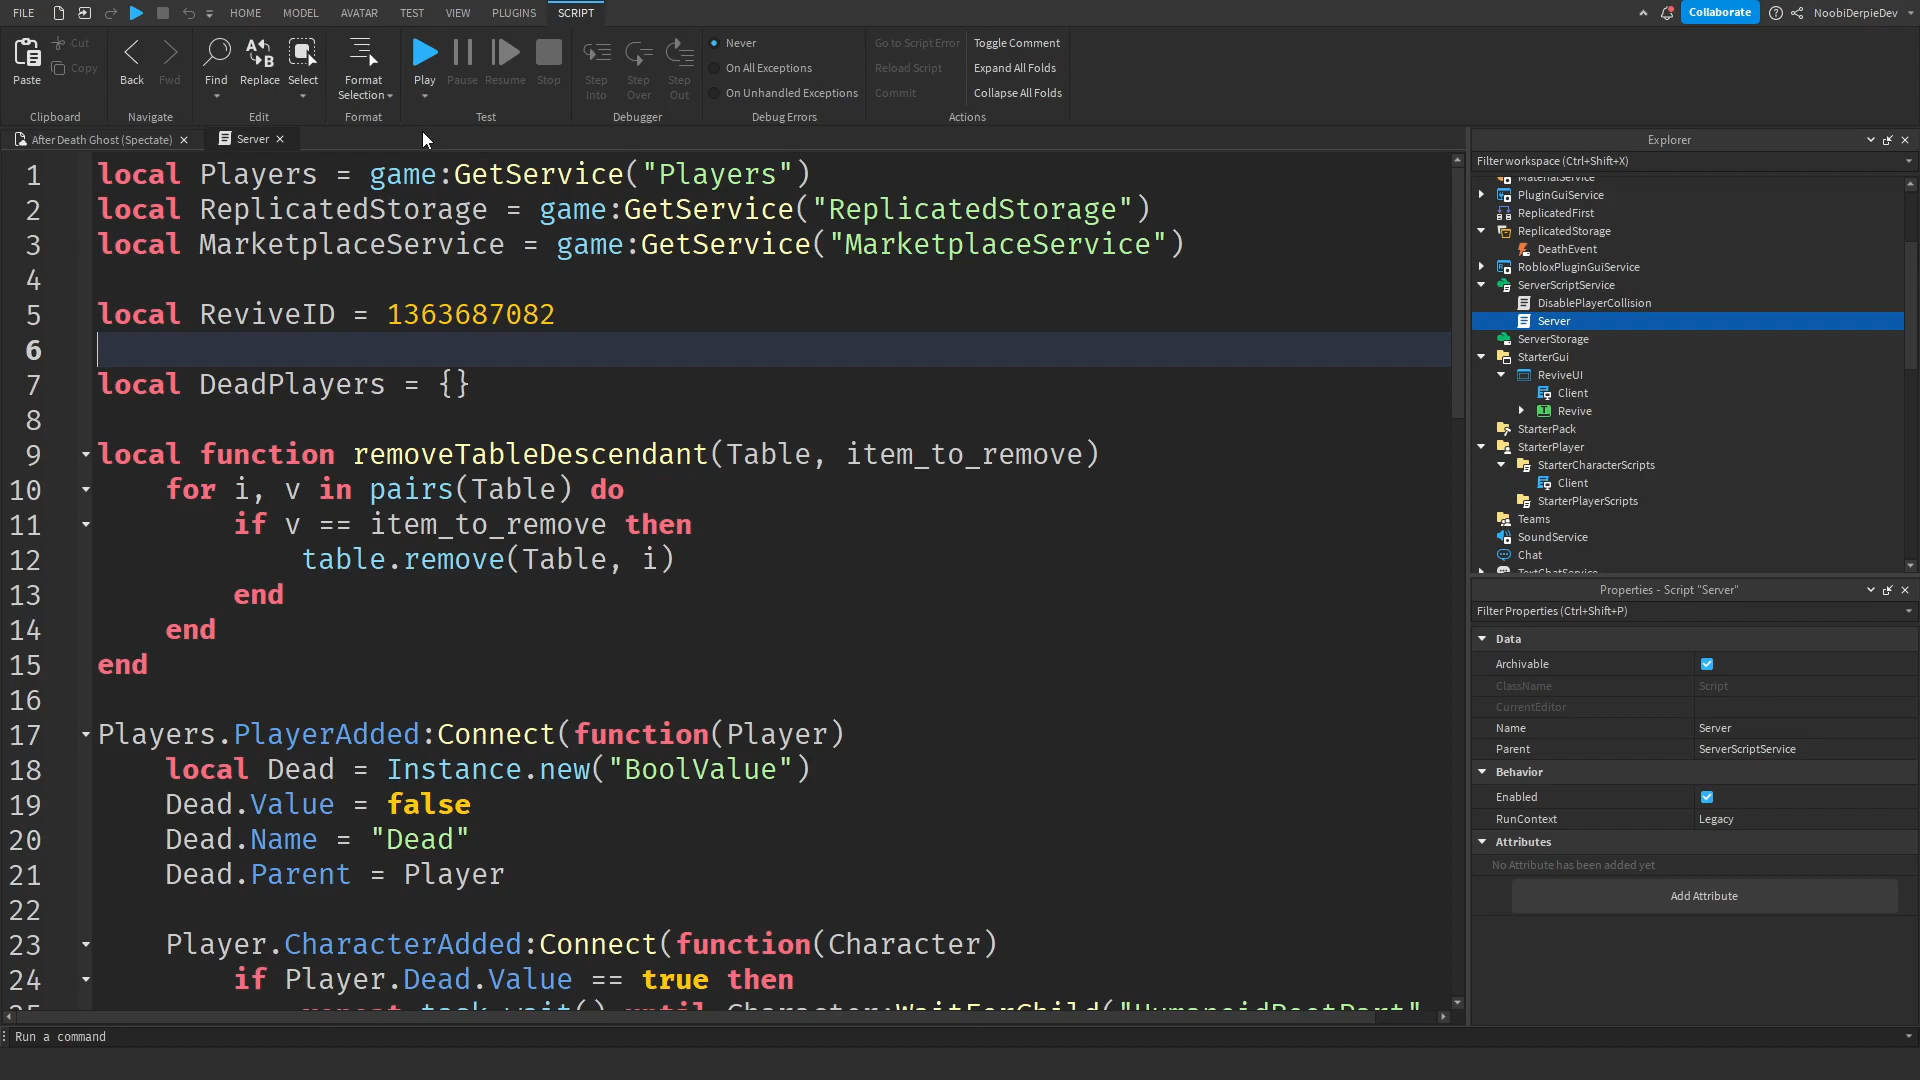 FILE HOME MODEL AVATAR TEST VIEW PLUGINS SCRIPT Collaborate NoobiDerpieDev
Paste Cut Copy Back Fwd Find Replace Select Format Selection Play Pause Resume Stop Step Into Step Over Step Out
Never
On All Exceptions
On Unhandled Exceptions
Go to Script Error
Reload Script
Commit
Toggle Comment
Expand All Folds
Collapse All Folds
Clipboard Navigate Edit Format Test Debugger Debug Errors Actions
After Death Ghost (Spectate) Server
1 local Players = game:GetService("Players")
2 local ReplicatedStorage = game:GetService("ReplicatedStorage")
3 local MarketplaceService = game:GetService("MarketplaceService")
4
5 local ReviveID = 1363687082
6
7 local DeadPlayers = {}
8
9 local function removeTableDescendant(Table, item_to_remove)
10 for i, v in pairs(Table) do
11 if v == item_to_remove then
12 table.remove(Table, i)
13 end
14 end
15 end
16
17 Players.PlayerAdded:Connect(function(Player)
18 local Dead = Instance.new("BoolValue")
19 Dead.Value = false
20 Dead.Name = "Dead"
21 Dead.Parent = Player
22
23 Player.CharacterAdded:Connect(function(Character)
24 if Player.Dead.Value == true then
25 repeat task.wait() until Character:WaitForChild("HumanoidRootPart"
Run a command
Explorer
Filter workspace (Ctrl+Shift+X)
MaterialService
PluginGuiService
ReplicatedFirst
ReplicatedStorage
DeathEvent
RobloxPluginGuiService
ServerScriptService
DisablePlayerCollision
Server
ServerStorage
StarterGui
ReviveUI
Client
Revive
StarterPack
StarterPlayer
StarterCharacterScripts
Client
StarterPlayerScripts
Teams
SoundService
Chat
TextChatService
Properties - Script "Server"
Filter Properties (Ctrl+Shift+P)
Data
Archivable
ClassName Script
CurrentEditor
Name Server
Parent ServerScriptService
Behavior
Enabled
RunContext Legacy
Attributes
No Attribute has been added yet
Add Attribute